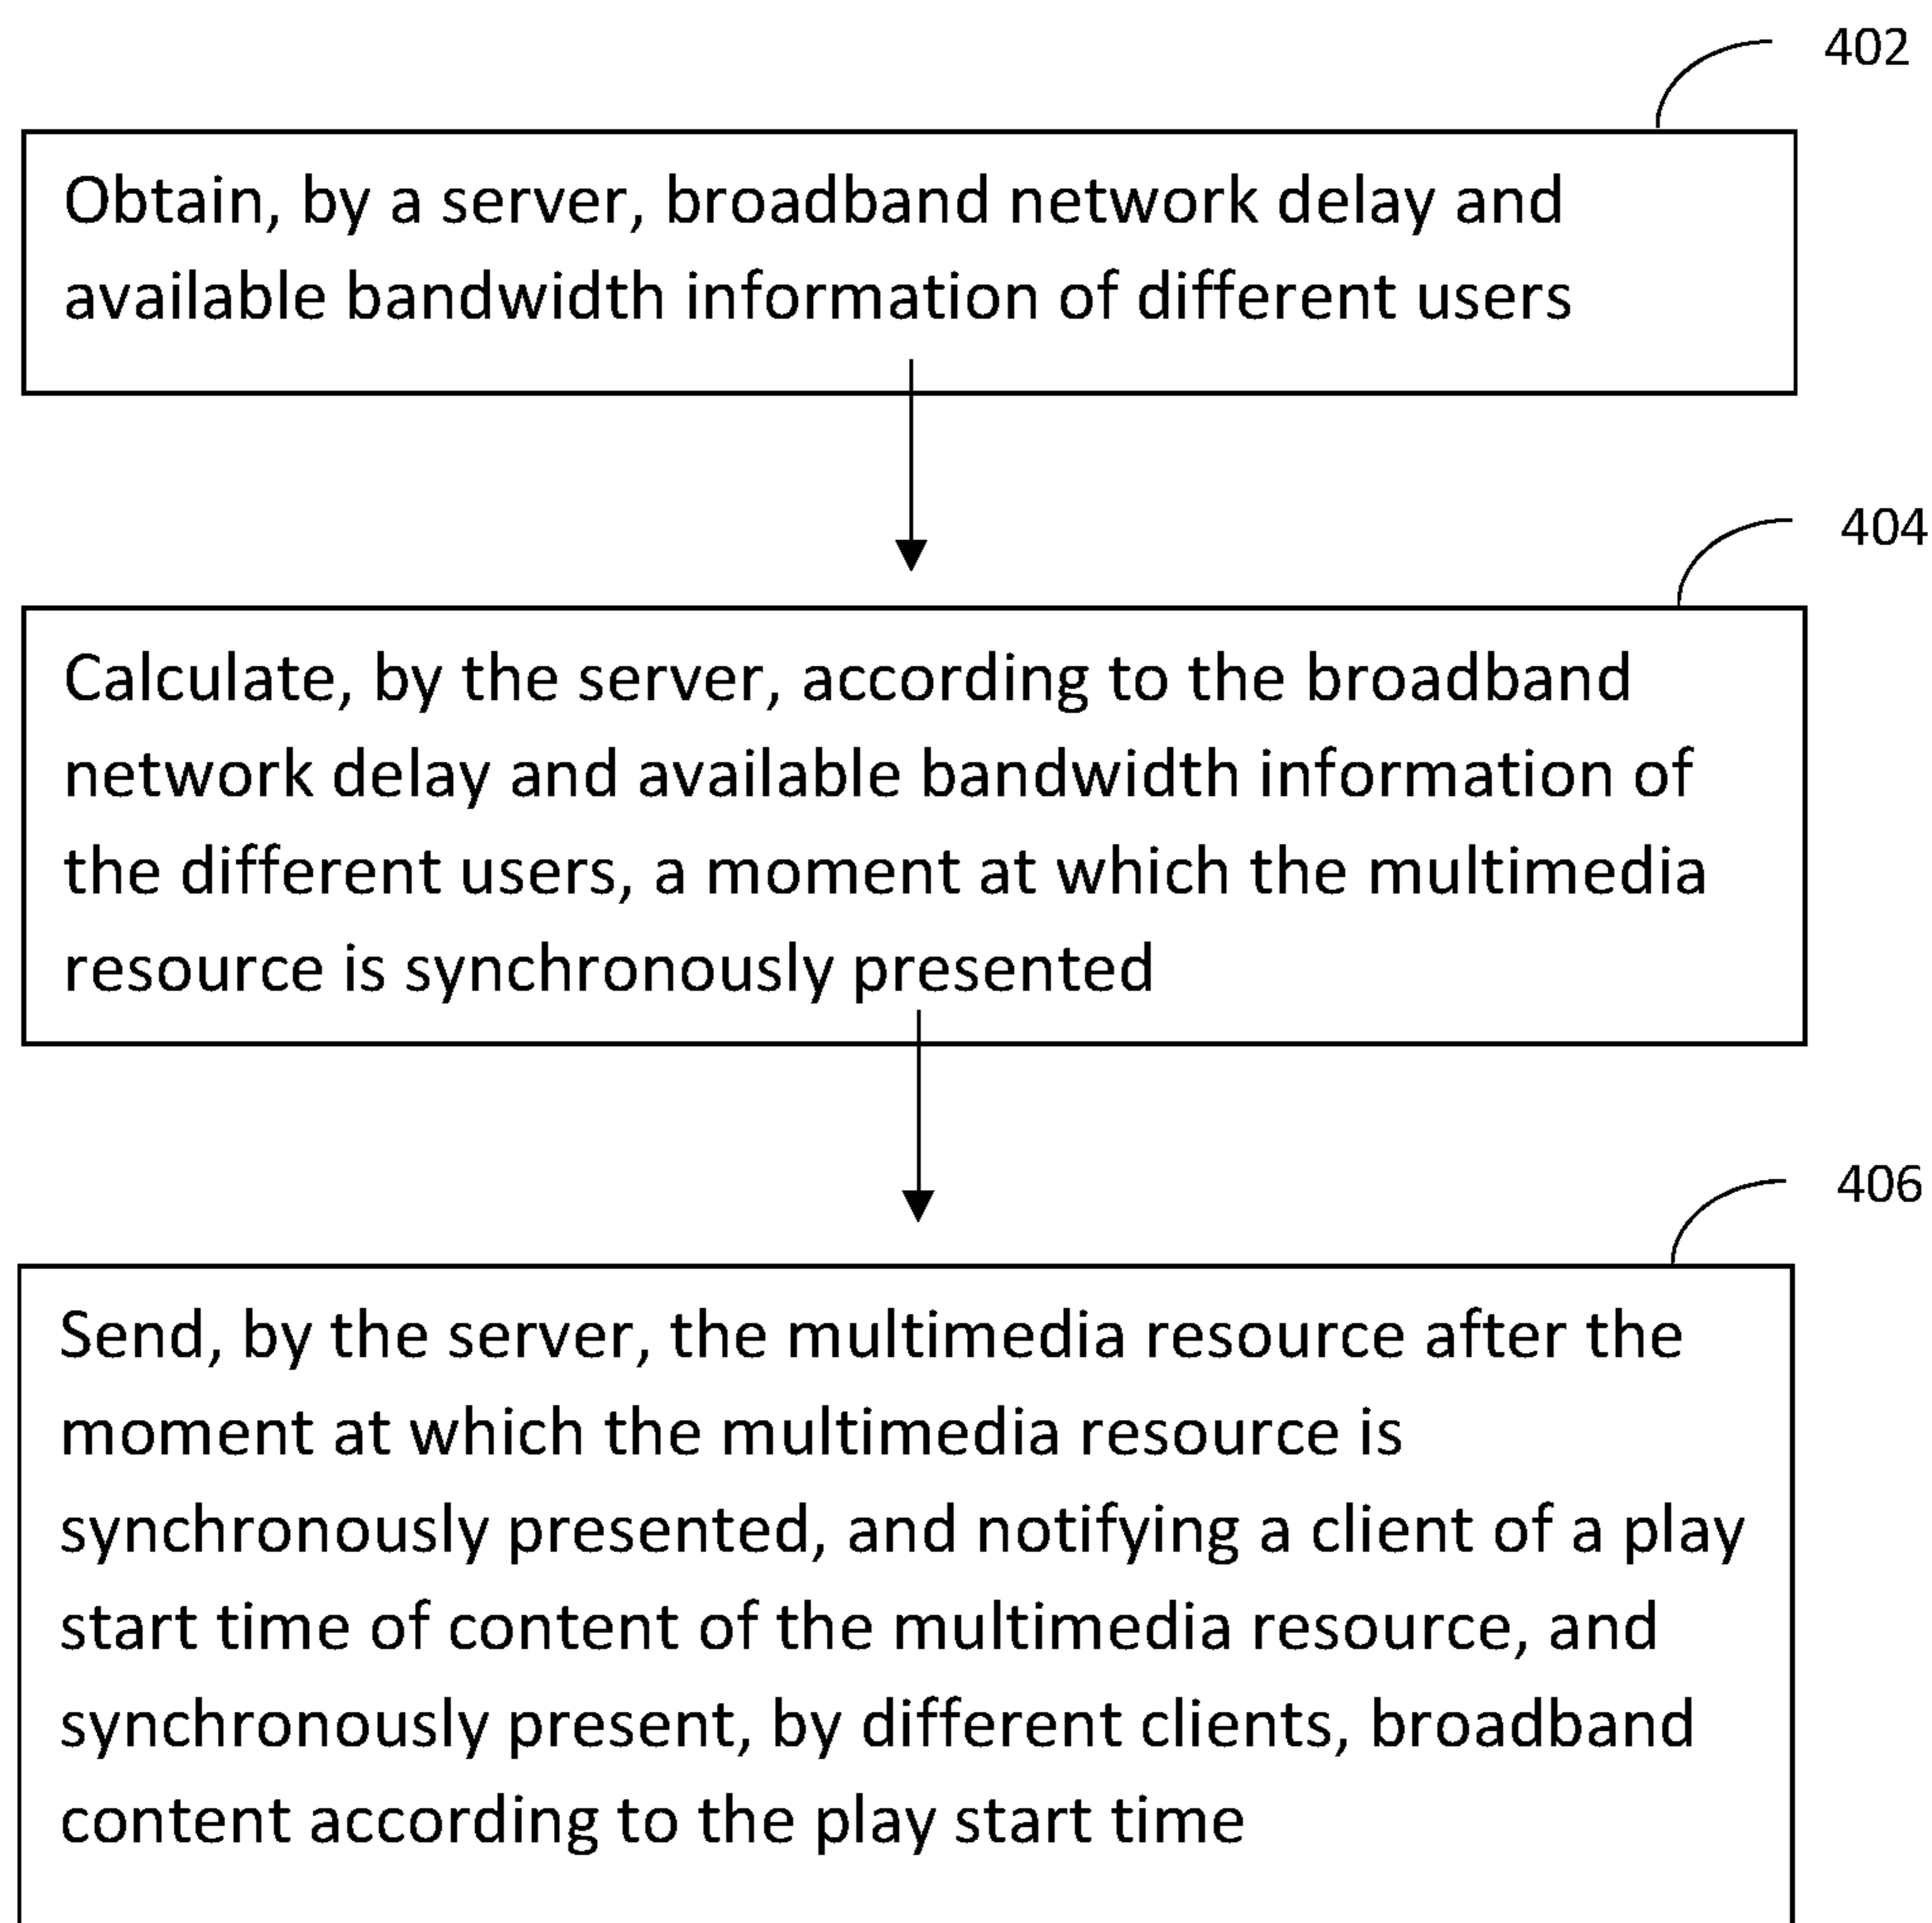 402
Obtain, by a server, broadband network delay and
available bandwidth information of different users
404
Calculate, by the server, according to the broadband
network delay and available bandwidth information of
the different users, a moment at which the multimedia
resource is synchronously presented
406
Send, by the server, the multimedia resource after the
moment at which the multimedia resource is
synchronously presented, and notifying a client of a play
start time of content of the multimedia resource, and
synchronously present, by different clients, broadband
content according to the play start time